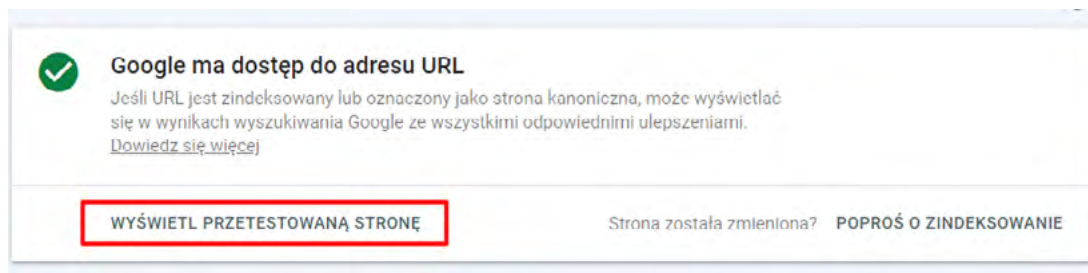 Google ma dostęp do adresu URL
Jeśli URL jest zindeksowany lub oznaczony jako strona kanoniczna, może wyświetlać
się w wynikach wyszukiwania Google ze wszystkimi odpowiednimi ulepszeniami.
Dowiedz się więcej
WYŚWIETL PRZETESTOWANĄ STRONĘ Strona została zmieniona? POPROŚ O ZINDEKSOWANIE